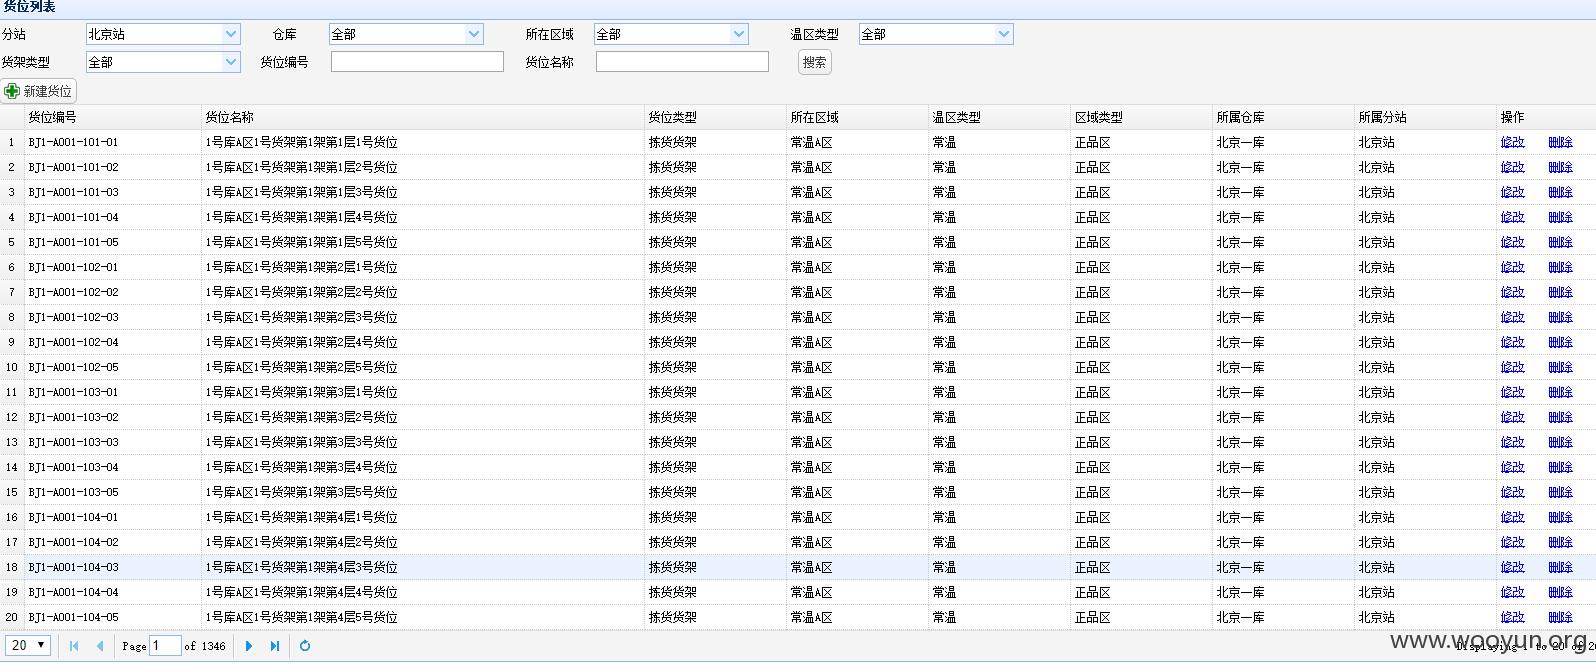 货位列表
分站 北京站 仓库 全部 所在区域 全部 温区类型 全部
货架类型 全部 货位编号 货位名称 搜索
新建货位
货位编号 货位名称 货位类型 所在区域 温区类型 区域类型 所属仓库 所属分站 操作
1 BJ1-A001-101-01 1号库A区1号货架第1架第1层1号货位 拣货货架 常温A区 常温 正品区 北京一库 北京站 修改 删除
2 BJ1-A001-101-02 1号库A区1号货架第1架第1层2号货位 拣货货架 常温A区 常温 正品区 北京一库 北京站 修改 删除
3 BJ1-A001-101-03 1号库A区1号货架第1架第1层3号货位 拣货货架 常温A区 常温 正品区 北京一库 北京站 修改 删除
4 BJ1-A001-101-04 1号库A区1号货架第1架第1层4号货位 拣货货架 常温A区 常温 正品区 北京一库 北京站 修改 删除
5 BJ1-A001-101-05 1号库A区1号货架第1架第1层5号货位 拣货货架 常温A区 常温 正品区 北京一库 北京站 修改 删除
6 BJ1-A001-102-01 1号库A区1号货架第1架第2层1号货位 拣货货架 常温A区 常温 正品区 北京一库 北京站 修改 删除
7 BJ1-A001-102-02 1号库A区1号货架第1架第2层2号货位 拣货货架 常温A区 常温 正品区 北京一库 北京站 修改 删除
8 BJ1-A001-102-03 1号库A区1号货架第1架第2层3号货位 拣货货架 常温A区 常温 正品区 北京一库 北京站 修改 删除
9 BJ1-A001-102-04 1号库A区1号货架第1架第2层4号货位 拣货货架 常温A区 常温 正品区 北京一库 北京站 修改 删除
10 BJ1-A001-102-05 1号库A区1号货架第1架第2层5号货位 拣货货架 常温A区 常温 正品区 北京一库 北京站 修改 删除
11 BJ1-A001-103-01 1号库A区1号货架第1架第3层1号货位 拣货货架 常温A区 常温 正品区 北京一库 北京站 修改 删除
12 BJ1-A001-103-02 1号库A区1号货架第1架第3层2号货位 拣货货架 常温A区 常温 正品区 北京一库 北京站 修改 删除
13 BJ1-A001-103-03 1号库A区1号货架第1架第3层3号货位 拣货货架 常温A区 常温 正品区 北京一库 北京站 修改 删除
14 BJ1-A001-103-04 1号库A区1号货架第1架第3层4号货位 拣货货架 常温A区 常温 正品区 北京一库 北京站 修改 删除
15 BJ1-A001-103-05 1号库A区1号货架第1架第3层5号货位 拣货货架 常温A区 常温 正品区 北京一库 北京站 修改 删除
16 BJ1-A001-104-01 1号库A区1号货架第1架第4层1号货位 拣货货架 常温A区 常温 正品区 北京一库 北京站 修改 删除
17 BJ1-A001-104-02 1号库A区1号货架第1架第4层2号货位 拣货货架 常温A区 常温 正品区 北京一库 北京站 修改 删除
18 BJ1-A001-104-03 1号库A区1号货架第1架第4层3号货位 拣货货架 常温A区 常温 正品区 北京一库 北京站 修改 删除
19 BJ1-A001-104-04 1号库A区1号货架第1架第4层4号货位 拣货货架 常温A区 常温 正品区 北京一库 北京站 修改 删除
20 BJ1-A001-104-05 1号库A区1号货架第1架第4层5号货位 拣货货架 常温A区 常温 正品区 北京一库 北京站 修改 删除
20 Page 1 of 1346 Displaying 1 to 20 of
www.wooyun.org